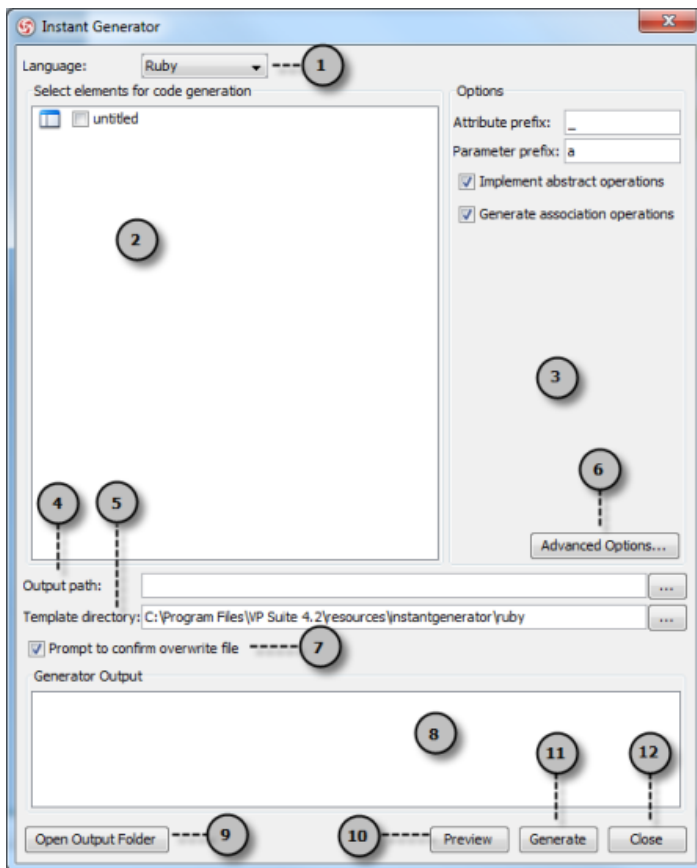 Instant Generator
Language: Ruby 1
Select elements for code generation
Options
untitled
Attribute prefix: _
Parameter prefix: a
Implement abstract operations
Generate association operations
2
3
4 5 6
Advanced Options...
Output path: ...
Template directory: C:\Program Files\VP Suite 4.2\resources\instantgenerator\ruby ...
Prompt to confirm overwrite file 7
Generator Output
8
11 12
Open Output Folder 9 10 Preview Generate Close